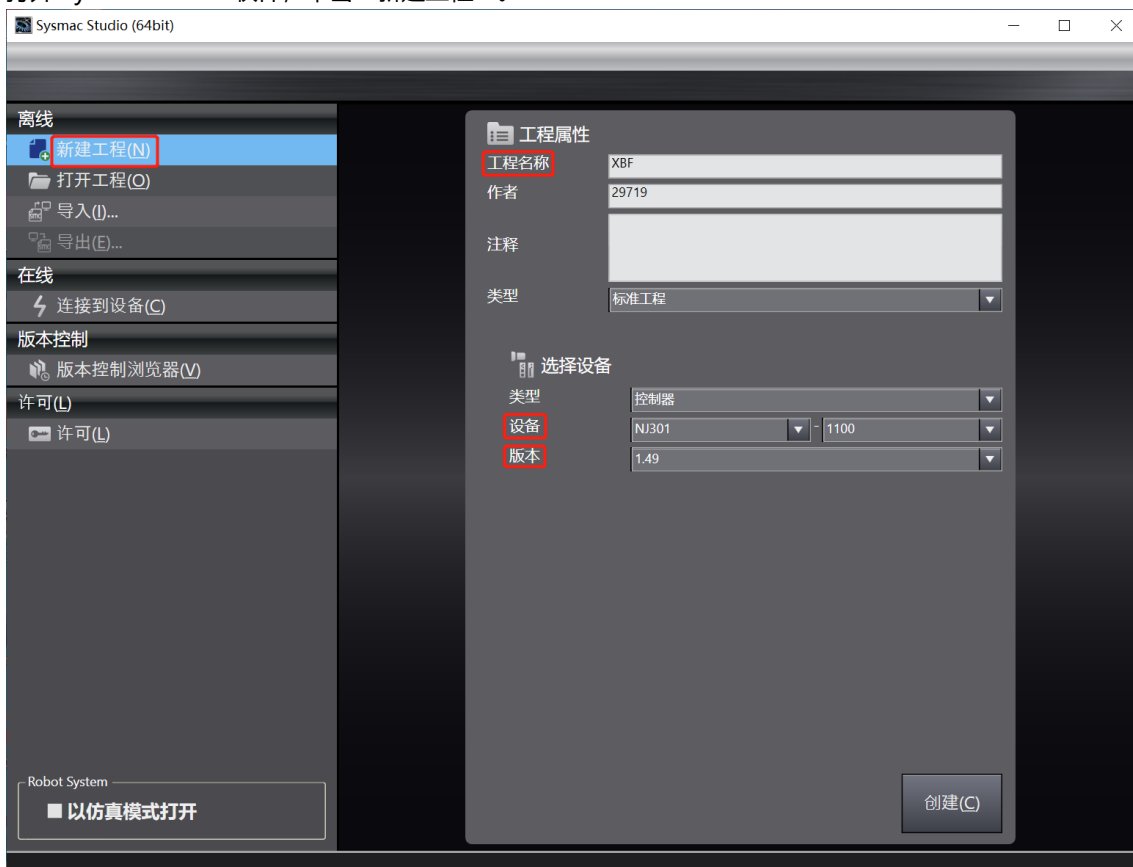 Sysmac Studio (64bit)
离线
新建工程(N)
打开工程(O)
导入(I)...
导出(E)...
在线
连接到设备(C)
版本控制
版本控制浏览器(V)
许可(L)
许可(L)
Robot System
以仿真模式打开
工程属性
工程名称 XBF
作者 29719
注释
类型 标准工程
选择设备
类型 控制器
设备 NJ301 - 1100
版本 1.49
创建(C)